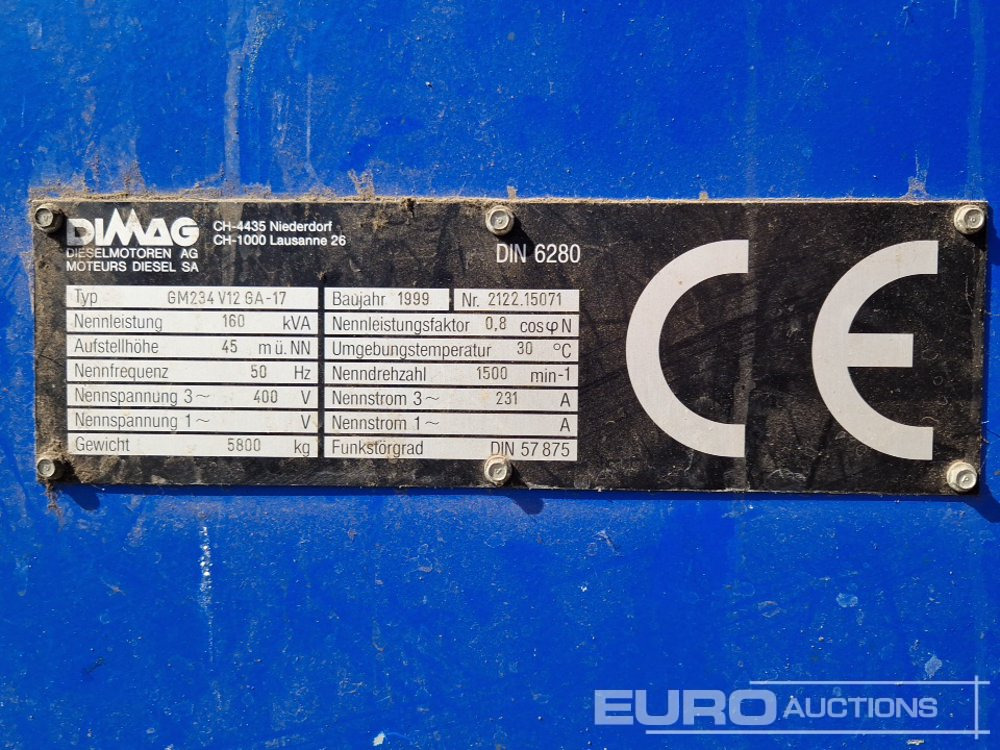 DIMAG
DIESELMOTOREN AG
MOTEURS DIESEL SA
CH-4435 Niederdorf
CH-1000 Lausanne 26
DIN 6280
CE
Typ GM234 V12 GA-17
Nennleistung 160 kVA
Aufstellhöhe 45 m ü. NN
Nennfrequenz 50 Hz
Nennspannung 3~ 400 V
Nennspannung 1~ V
Gewicht 5800 kg
Baujahr 1999 Nr. 2122.15071
Nennleistungsfaktor 0,8 cosφN
Umgebungstemperatur 30 °C
Nenndrehzahl 1500 min-1
Nennstrom 3~ 231 A
Nennstrom 1~ A
Funkstörgrad DIN 57 875
EURO AUCTIONS